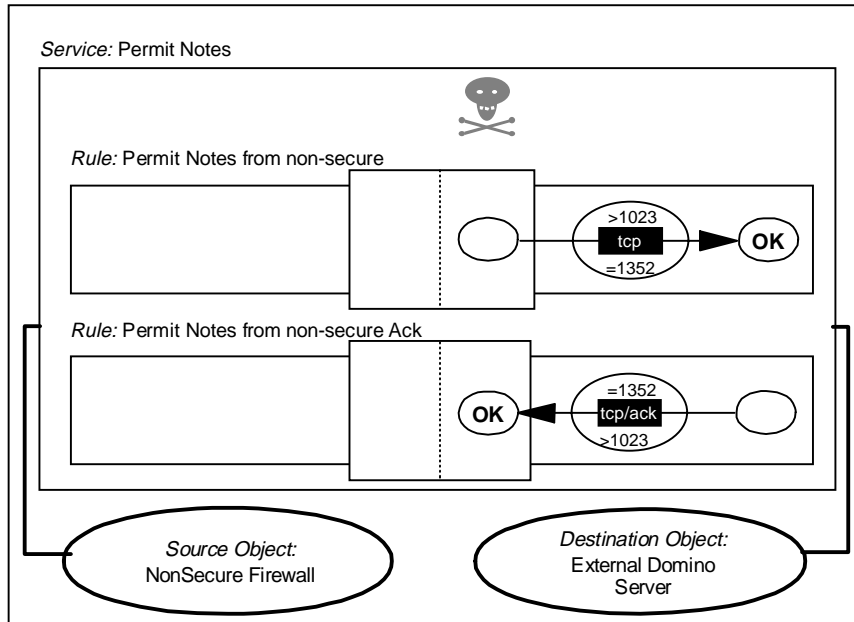 Service: Permit Notes
Rule: Permit Notes from non-secure
>1023
tcp
=1352
OK
Rule: Permit Notes from non-secure Ack
OK
=1352
tcp/ack
>1023
Source Object:
NonSecure Firewall
Destination Object:
External Domino
Server